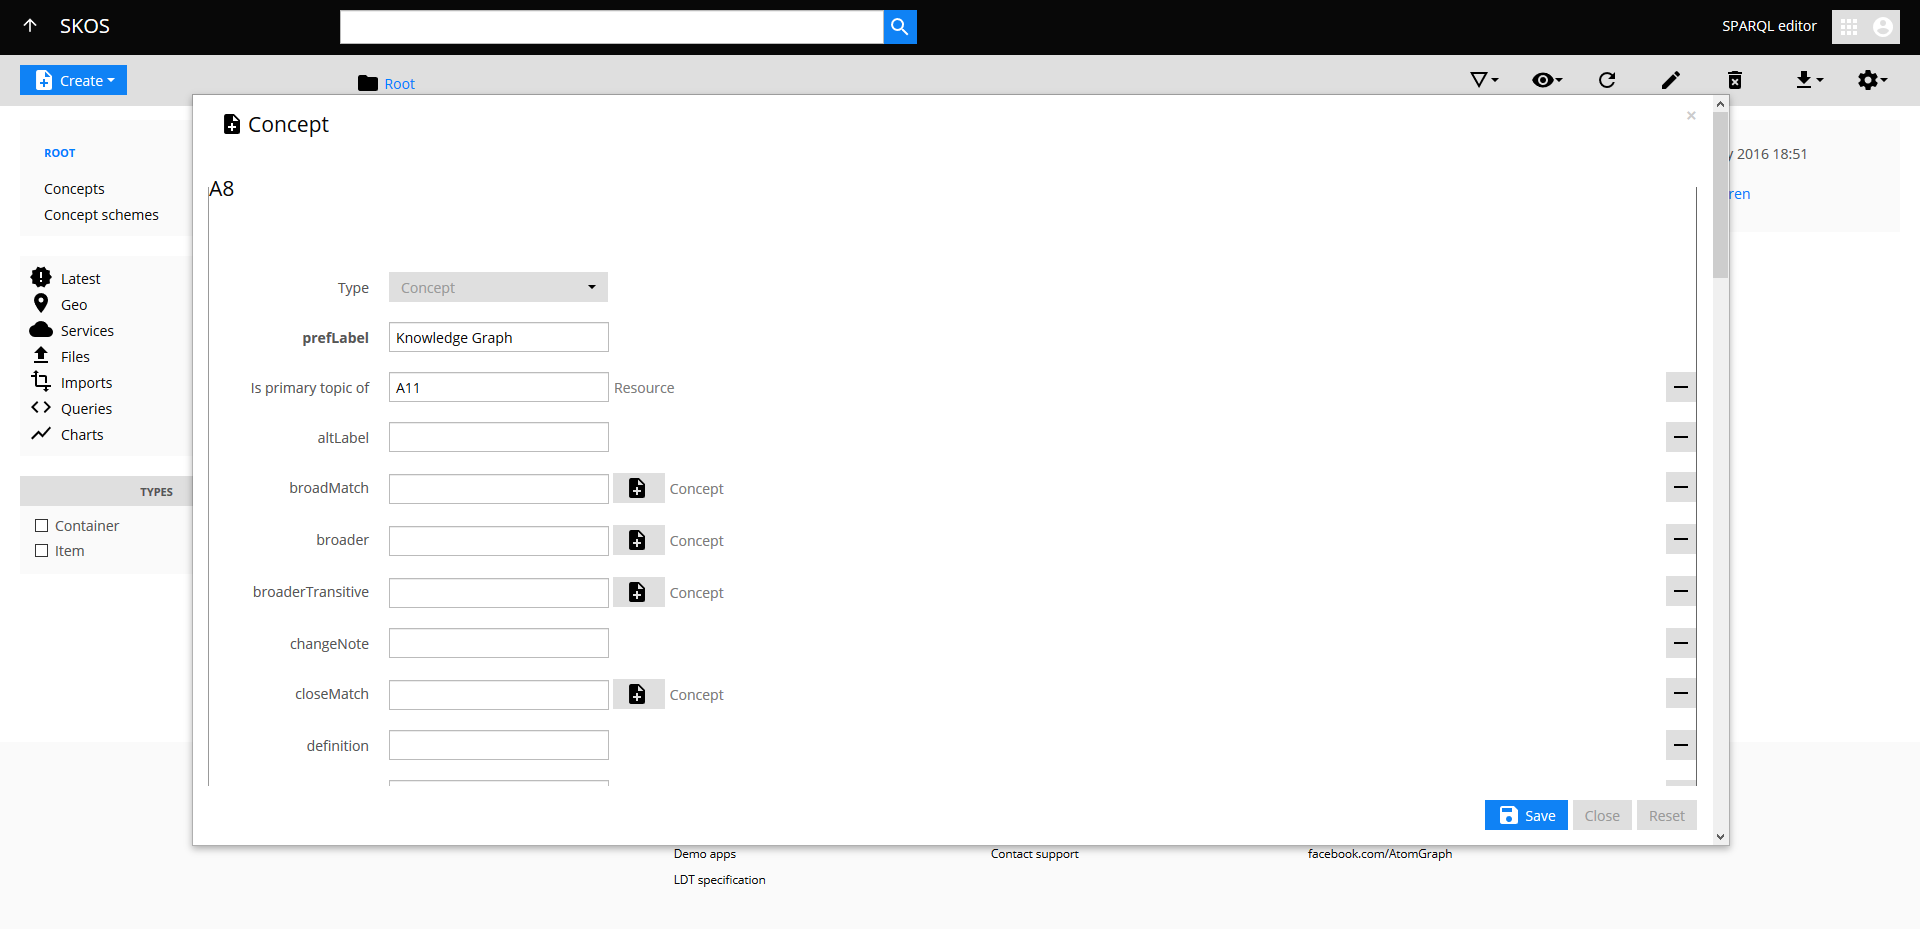 SKOS
SPARQL editor
Create
Root
Concept
×
y 2016 18:51
ROOT
Concepts
Concept schemes
A8
ren
Latest
Geo
Services
Files
Imports
Queries
Charts
TYPES
Container
Item
Type Concept
prefLabel Knowledge Graph
Is primary topic of A11 Resource
altLabel
broadMatch Concept
broader Concept
broaderTransitive Concept
changeNote
closeMatch Concept
definition
Save Close Reset
Demo apps Contact support facebook.com/AtomGraph
LDT specification